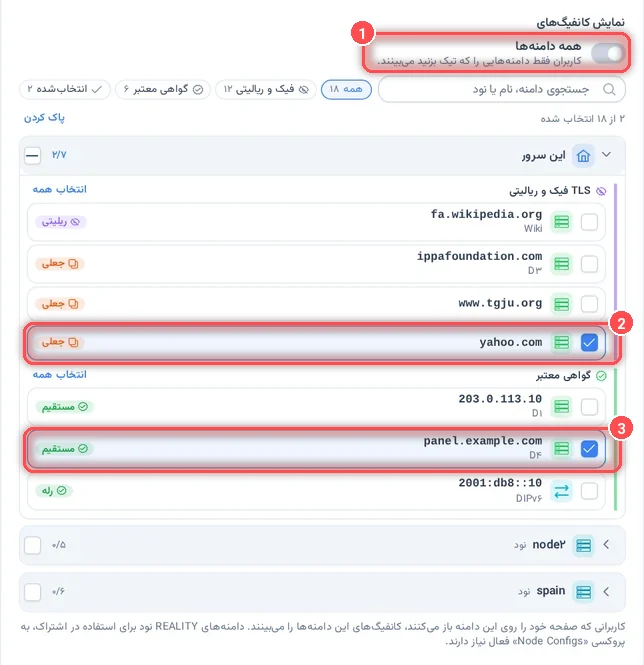 نمایش کانفیگ‌های
1
همه دامنه‌ها
کاربران فقط دامنه‌هایی را که تیک بزنید می‌بینند.
جستجوی دامنه، نام یا نود
همه ۱۸
فیک و ریالیتی ۱۲
گواهی معتبر ۶
انتخاب‌شده ۲
۲ از ۱۸ انتخاب شده
پاک کردن
این سرور
۲/۷
TLS فیک و ریالیتی
انتخاب همه
fa.wikipedia.org
Wiki
ریلیتی
ippafoundation.com
D۳
جعلی
www.tgju.org
جعلی
2
yahoo.com
جعلی
گواهی معتبر
انتخاب همه
203.0.113.10
D۱
مستقیم
3
panel.example.com
D۴
مستقیم
2001:db8::10
DIPv۶
رله
node۲ نود
۰/۵
spain نود
۰/۶
کاربرانی که صفحه خود را روی این دامنه باز می‌کنند، کانفیگ‌های این دامنه‌ها را می‌بینند. دامنه‌های REALITY نود برای استفاده در اشتراک، به
پروکسی «Node Configs» فعال نیاز دارند.